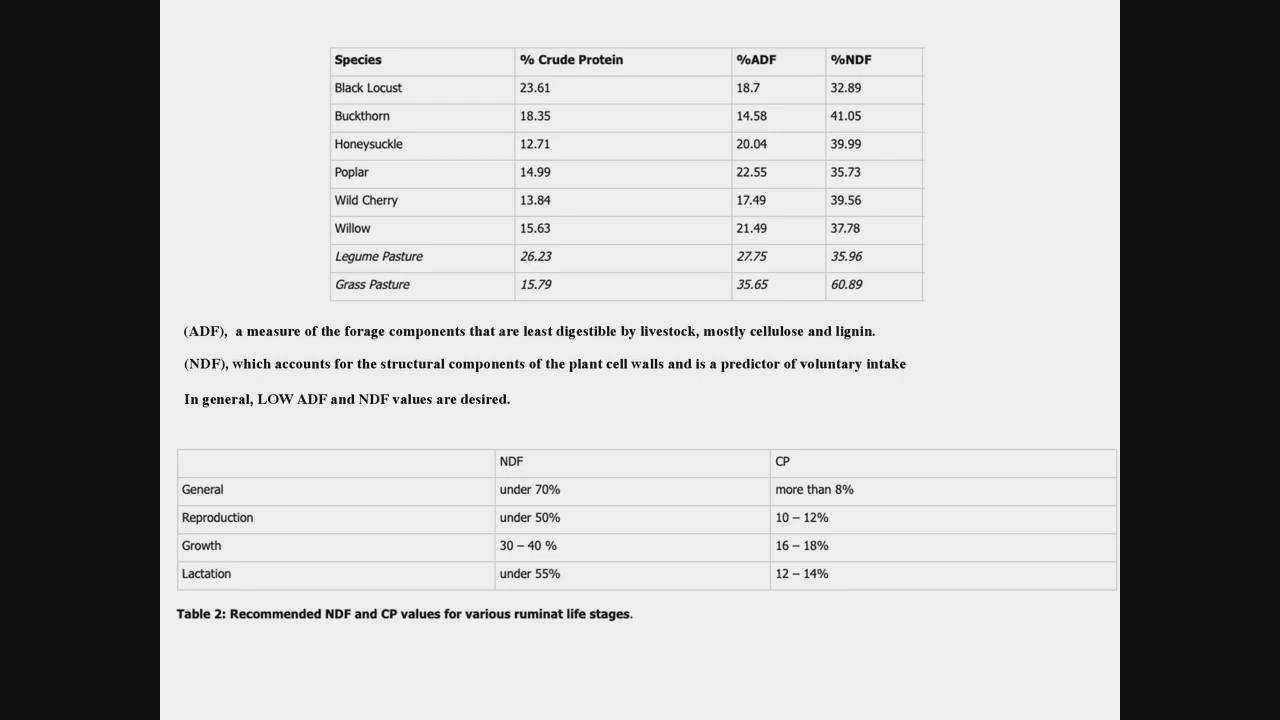 Species % Crude Protein %ADF %NDF
Black Locust 23.61 18.7 32.89
Buckthorn 18.35 14.58 41.05
Honeysuckle 12.71 20.04 39.99
Poplar 14.99 22.55 35.73
Wild Cherry 13.84 17.49 39.56
Willow 15.63 21.49 37.78
Legume Pasture 26.23 27.75 35.96
Grass Pasture 15.79 35.65 60.89
(ADF), a measure of the forage components that are least digestible by livestock, mostly cellulose and lignin.
(NDF), which accounts for the structural components of the plant cell walls and is a predictor of voluntary intake
In general, LOW ADF and NDF values are desired.
NDF CP
General under 70% more than 8%
Reproduction under 50% 10 – 12%
Growth 30 – 40 % 16 – 18%
Lactation under 55% 12 – 14%
Table 2: Recommended NDF and CP values for various ruminat life stages.